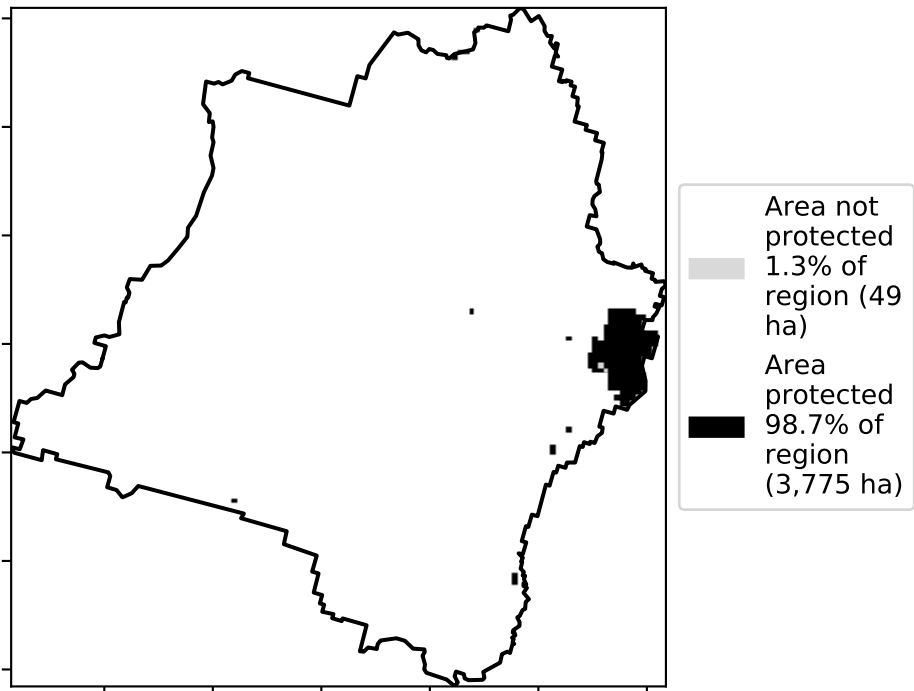 Area not
protected
1.3% of
region (49
ha)
Area
protected
98.7% of
region
(3,775 ha)